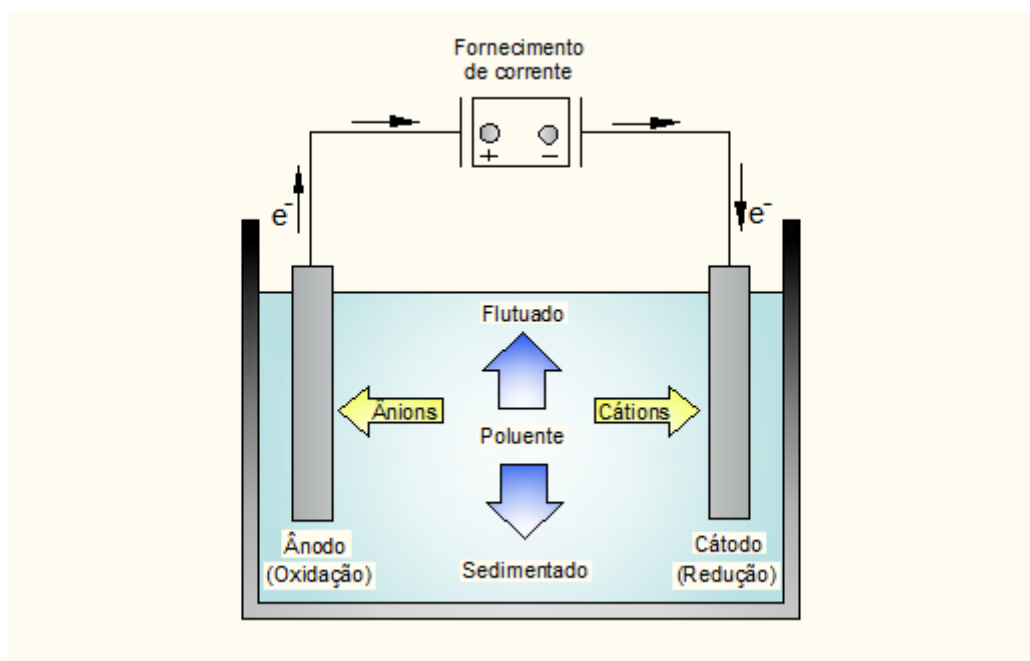 Fornecimento
de corrente
+ −
e⁻
e⁻
Flutuado
Ânions
Cátions
Poluente
Ânodo
(Oxidação)
Sedimentado
Cátodo
(Redução)